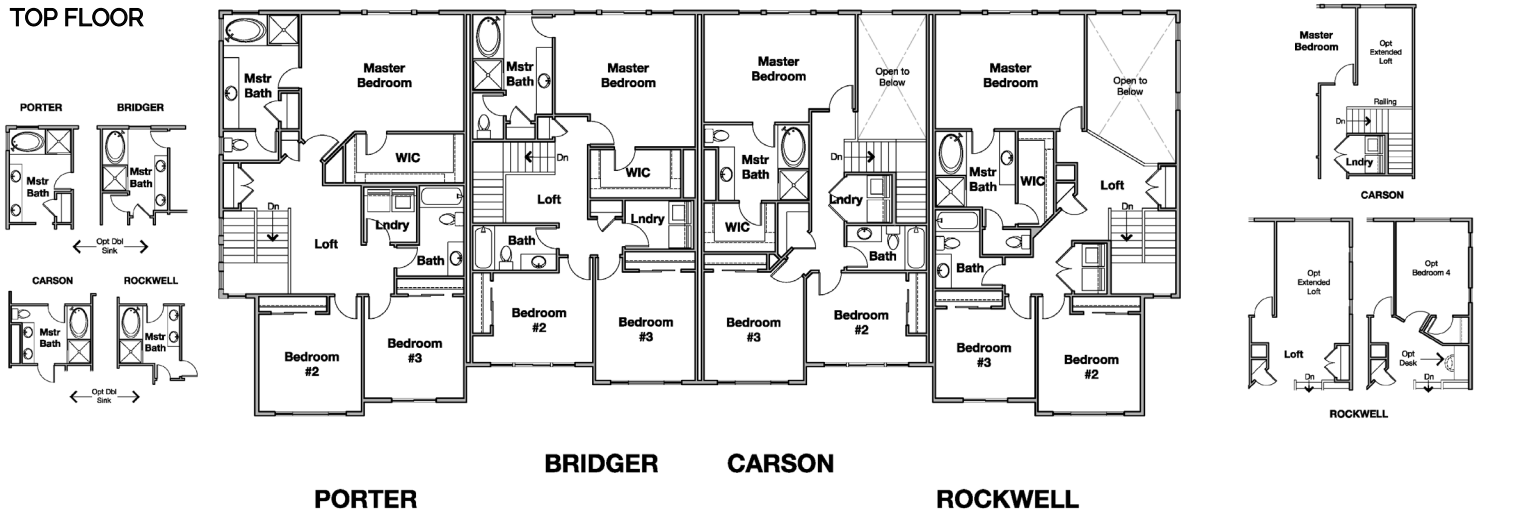 TOP FLOOR
PORTER
BRIDGER
Mstr
Bath
Mstr
Bath
Opt Dbl
Sink
CARSON
ROCKWELL
Mstr
Bath
Mstr
Bath
Opt Dbl
Sink
Mstr
Bath
Master
Bedroom
WIC
Dn
Lndry
Loft
Bath
Bedroom
#2
Bedroom
#3
Mstr
Bath
Master
Bedroom
Dn
WIC
Loft
Lndry
Bath
Bedroom
#2
Bedroom
#3
Master
Bedroom
Open to
Below
Mstr
Bath
Dn
Lndry
WIC
Bath
Bedroom
#3
Bedroom
#2
Master
Bedroom
Open to
Below
Mstr
Bath
WIC
Loft
Dn
Bath
Bedroom
#3
Bedroom
#2
Master
Bedroom
Opt
Extended
Loft
Railing
Dn
Lndry
CARSON
Opt
Extended
Loft
Loft
Dn
Opt
Bedroom 4
Opt
Desk
Dn
ROCKWELL
BRIDGER
CARSON
PORTER
ROCKWELL